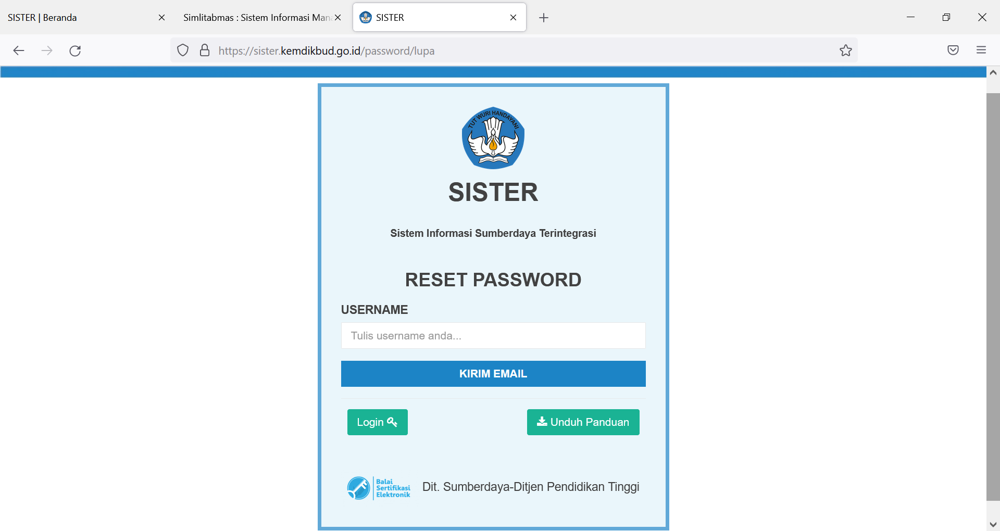 SISTER | Beranda
Simlitabmas : Sistem Informasi Man
SISTER
https://sister.kemdikbud.go.id/password/lupa
TUT WURI HANDAYANI
SISTER
Sistem Informasi Sumberdaya Terintegrasi
RESET PASSWORD
USERNAME
Tulis username anda...
KIRIM EMAIL
Login
Unduh Panduan
Balai
Sertifikasi
Elektronik
Dit. Sumberdaya-Ditjen Pendidikan Tinggi